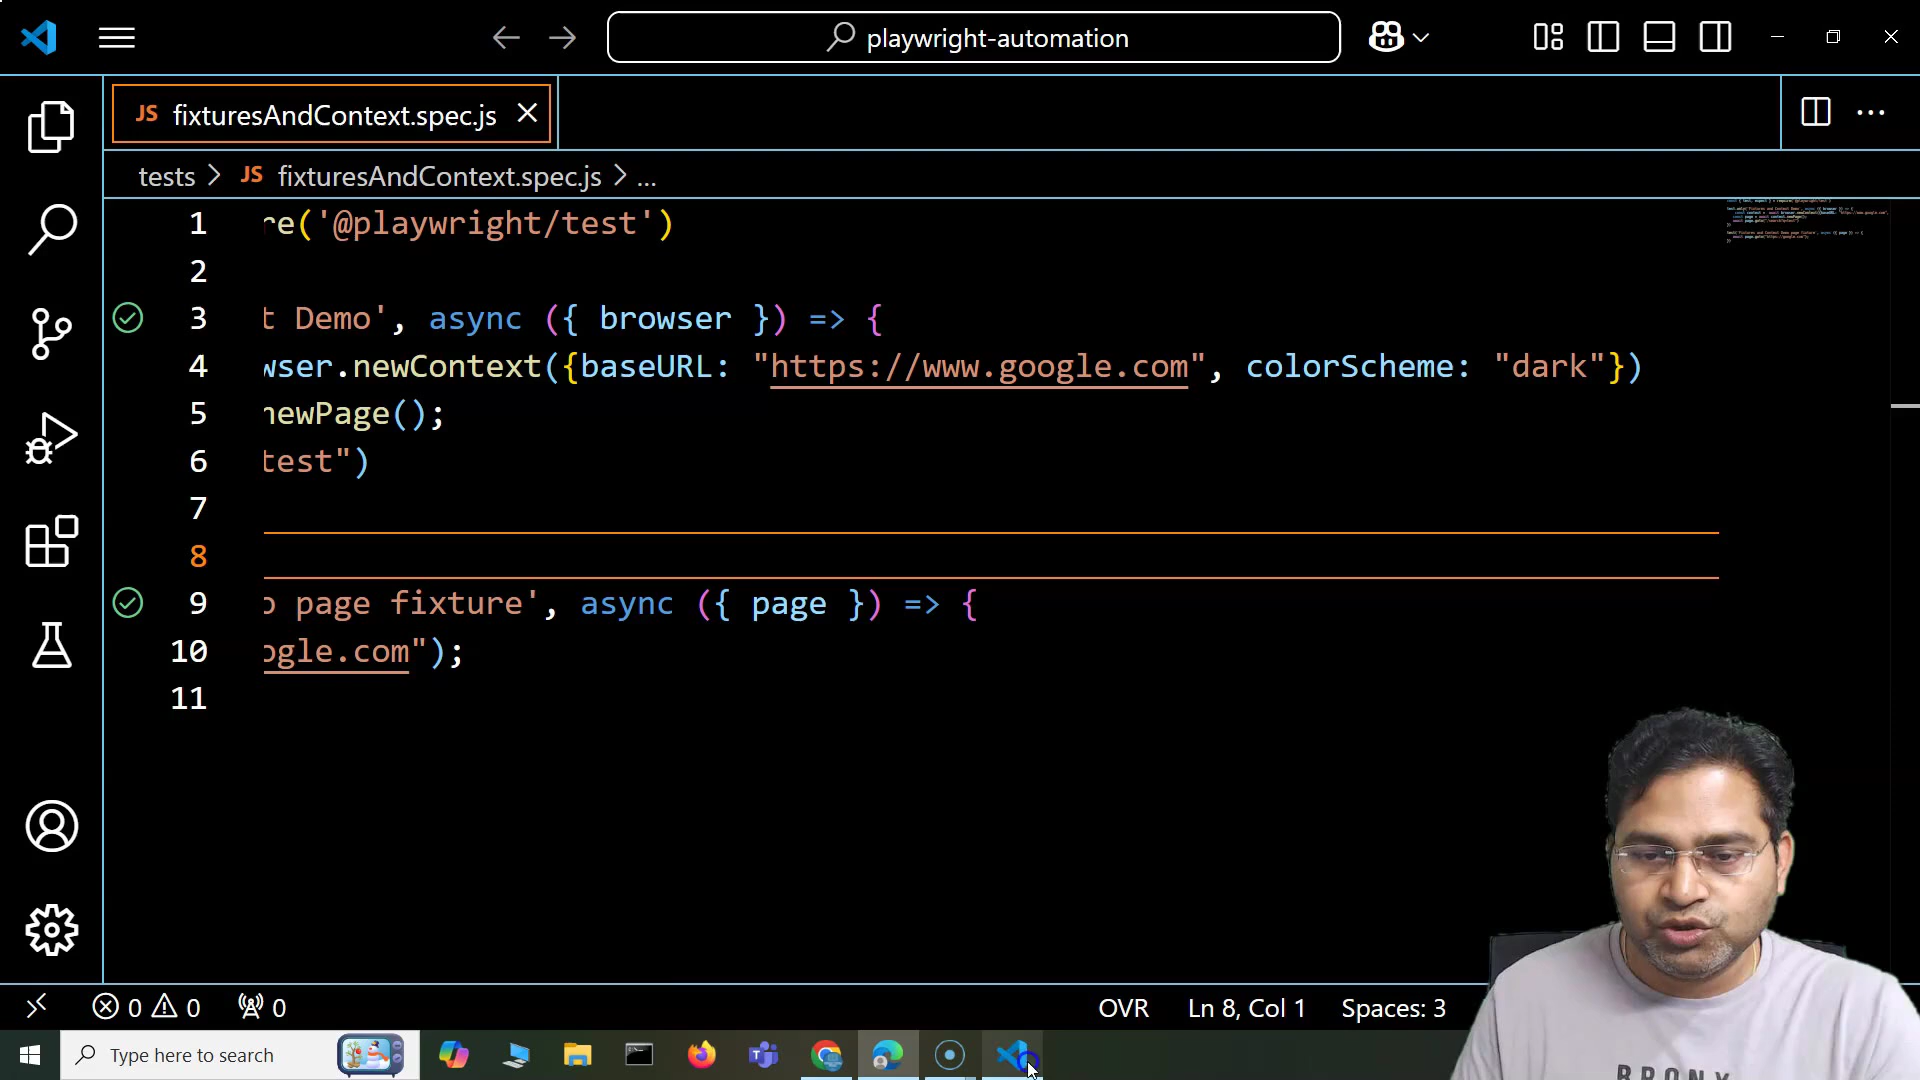 playwright-automation
JS fixturesAndContext.spec.js
tests > JS fixturesAndContext.spec.js > ...
1 re('@playwright/test')
2
3 t Demo', async ({ browser }) => {
4 wser.newContext({baseURL: "https://www.google.com", colorScheme: "dark"})
5 newPage();
6 test")
7
8
9 o page fixture', async ({ page }) => {
10 ogle.com");
11
0 0 0 OVR Ln 8, Col 1 Spaces: 3
Type here to search
BRONX